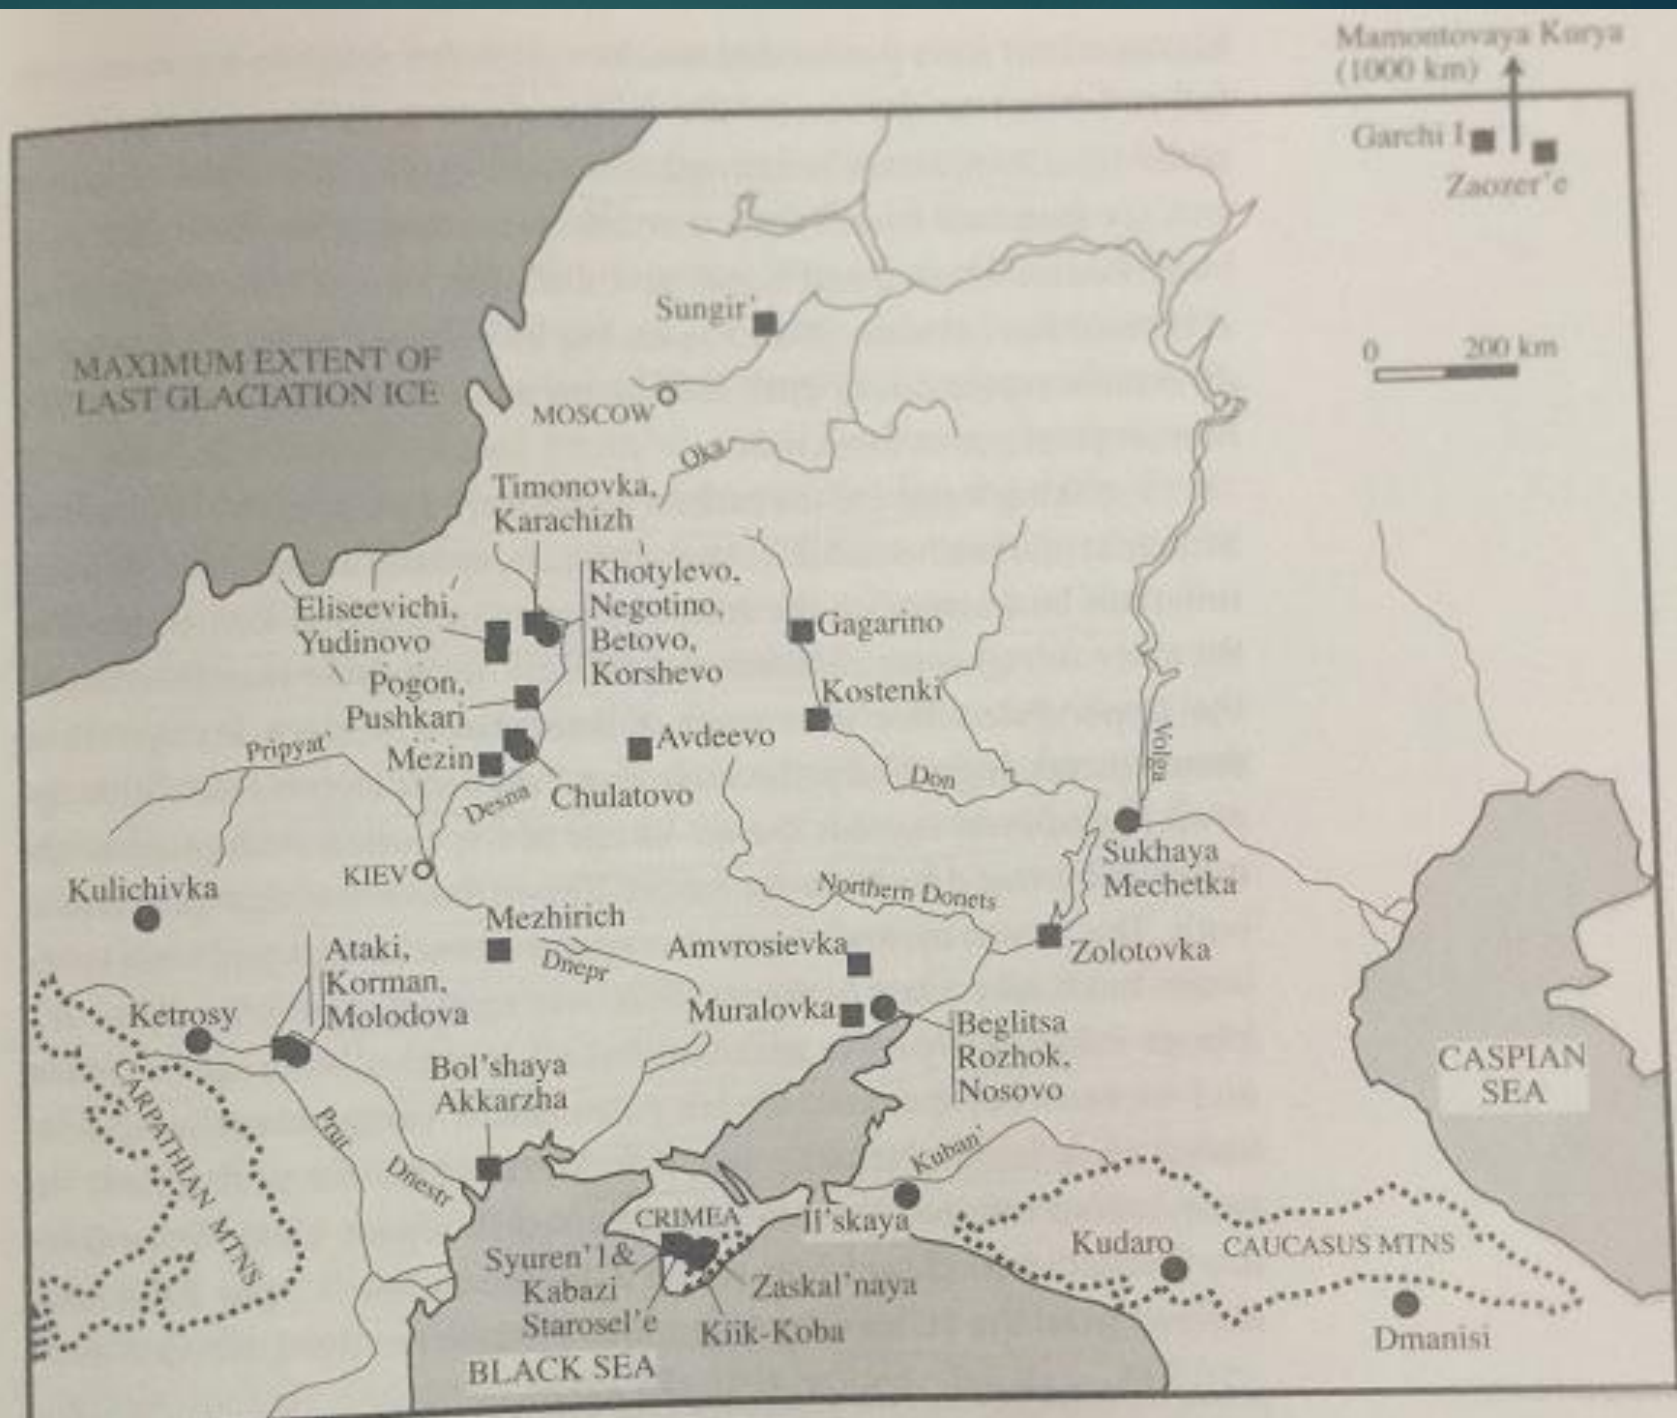 Mamontovaya Kurya
(1000 km)
Garchi I
Zaozer'e
Sungir'
0 200 km
MAXIMUM EXTENT OF
LAST GLACIATION ICE
MOSCOW
Oka
Timonovka,
Karachizh
Khotylevo,
Negotino,
Betovo,
Korshevo
Eliseevichi,
Yudinovo
Gagarino
Pogon,
Pushkari
Kostenki
Avdeevo
Pripyat'
Mezin
Volga
Don
Desna
Chulatovo
Sukhaya
Mechetka
KIEV
Kulichivka
Northern Donets
Mezhirich
Ataki,
Korman,
Molodova
Amvrosievka
Zolotovka
Dnepr
Ketrosy
Muralovka
Beglitsa
Rozhok,
Nosovo
CASPIAN
SEA
Bol'shaya
Akkarzha
CARPATHIAN MTNS
Prut
Dnestr
Kuban'
CRIMEA
Il'skaya
Kudaro
CAUCASUS MTNS
Syuren' 1&
Kabazi
Starosel'e
Zaskal'naya
Kiik-Koba
Dmanisi
BLACK SEA